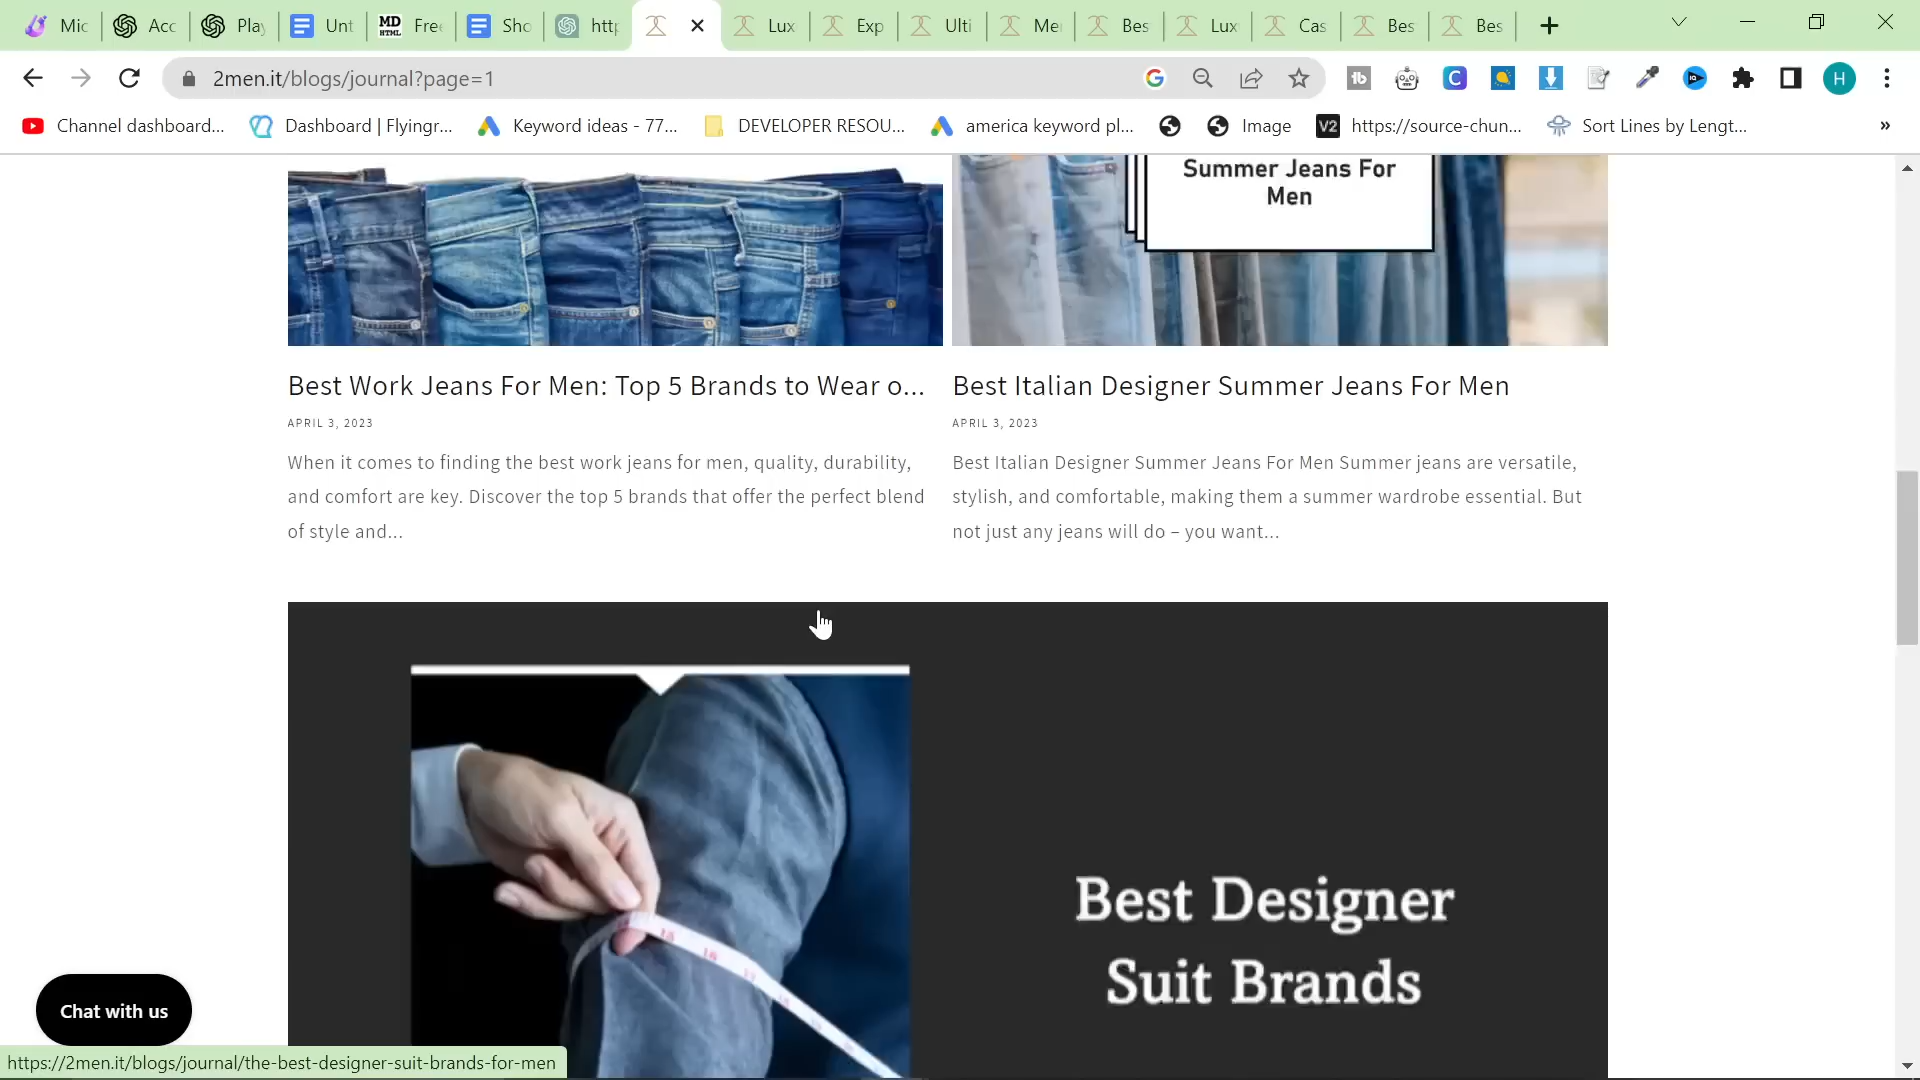 Mic
Acc
Play
Unt
MD
HTML
Free
Sho
http
Lux
Exp
Ulti
Me
Bes
Lux
Cas
Bes
Bes
2men.it/blogs/journal?page=1
H
Channel dashboard...
Dashboard | Flyingr...
Keyword ideas - 77...
DEVELOPER RESOU...
america keyword pl...
Image
V2
https://source-chun...
Sort Lines by Lengt...
»
Summer Jeans For
Men
Best Work Jeans For Men: Top 5 Brands to Wear o...
APRIL 3, 2023
When it comes to finding the best work jeans for men, quality, durability,
and comfort are key. Discover the top 5 brands that offer the perfect blend
of style and...
Best Italian Designer Summer Jeans For Men
APRIL 3, 2023
Best Italian Designer Summer Jeans For Men Summer jeans are versatile,
stylish, and comfortable, making them a summer wardrobe essential. But
not just any jeans will do – you want...
Best Designer
Suit Brands
Chat with us
https://2men.it/blogs/journal/the-best-designer-suit-brands-for-men